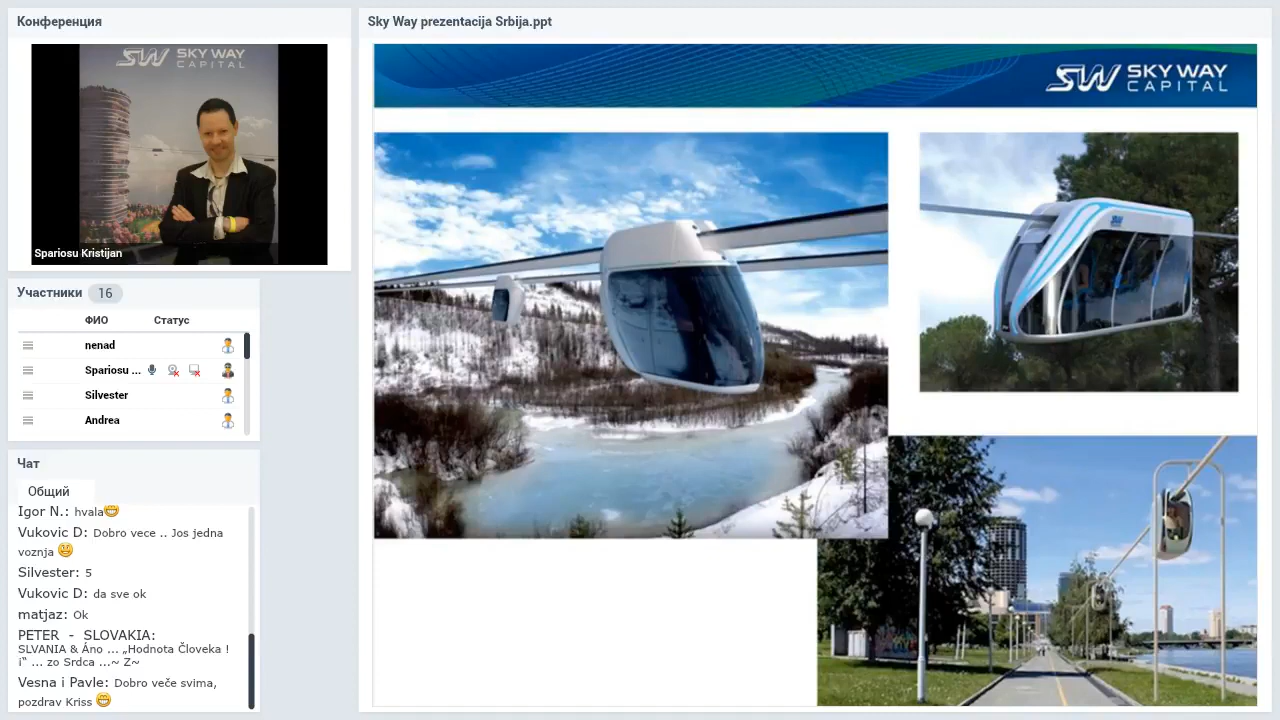 Конференция
SKY WAY
CAPITAL
Spariosu Kristijan
Участники 16
ФИО Статус
nenad
Spariosu ...
Silvester
Andrea
Чат
Общий
Igor N.: hvala
Vukovic D: Dobro vece .. Jos jedna
voznja
Silvester: 5
Vukovic D: da sve ok
matjaz: Ok
PETER - SLOVAKIA:
SLVANIA & Áno ... „Hodnota Človeka !
i“ ... zo Srdca ...~ Z~
Vesna i Pavle: Dobro veče svima,
pozdrav Kriss
Sky Way prezentacija Srbija.ppt
SW SKY WAY
CAPITAL